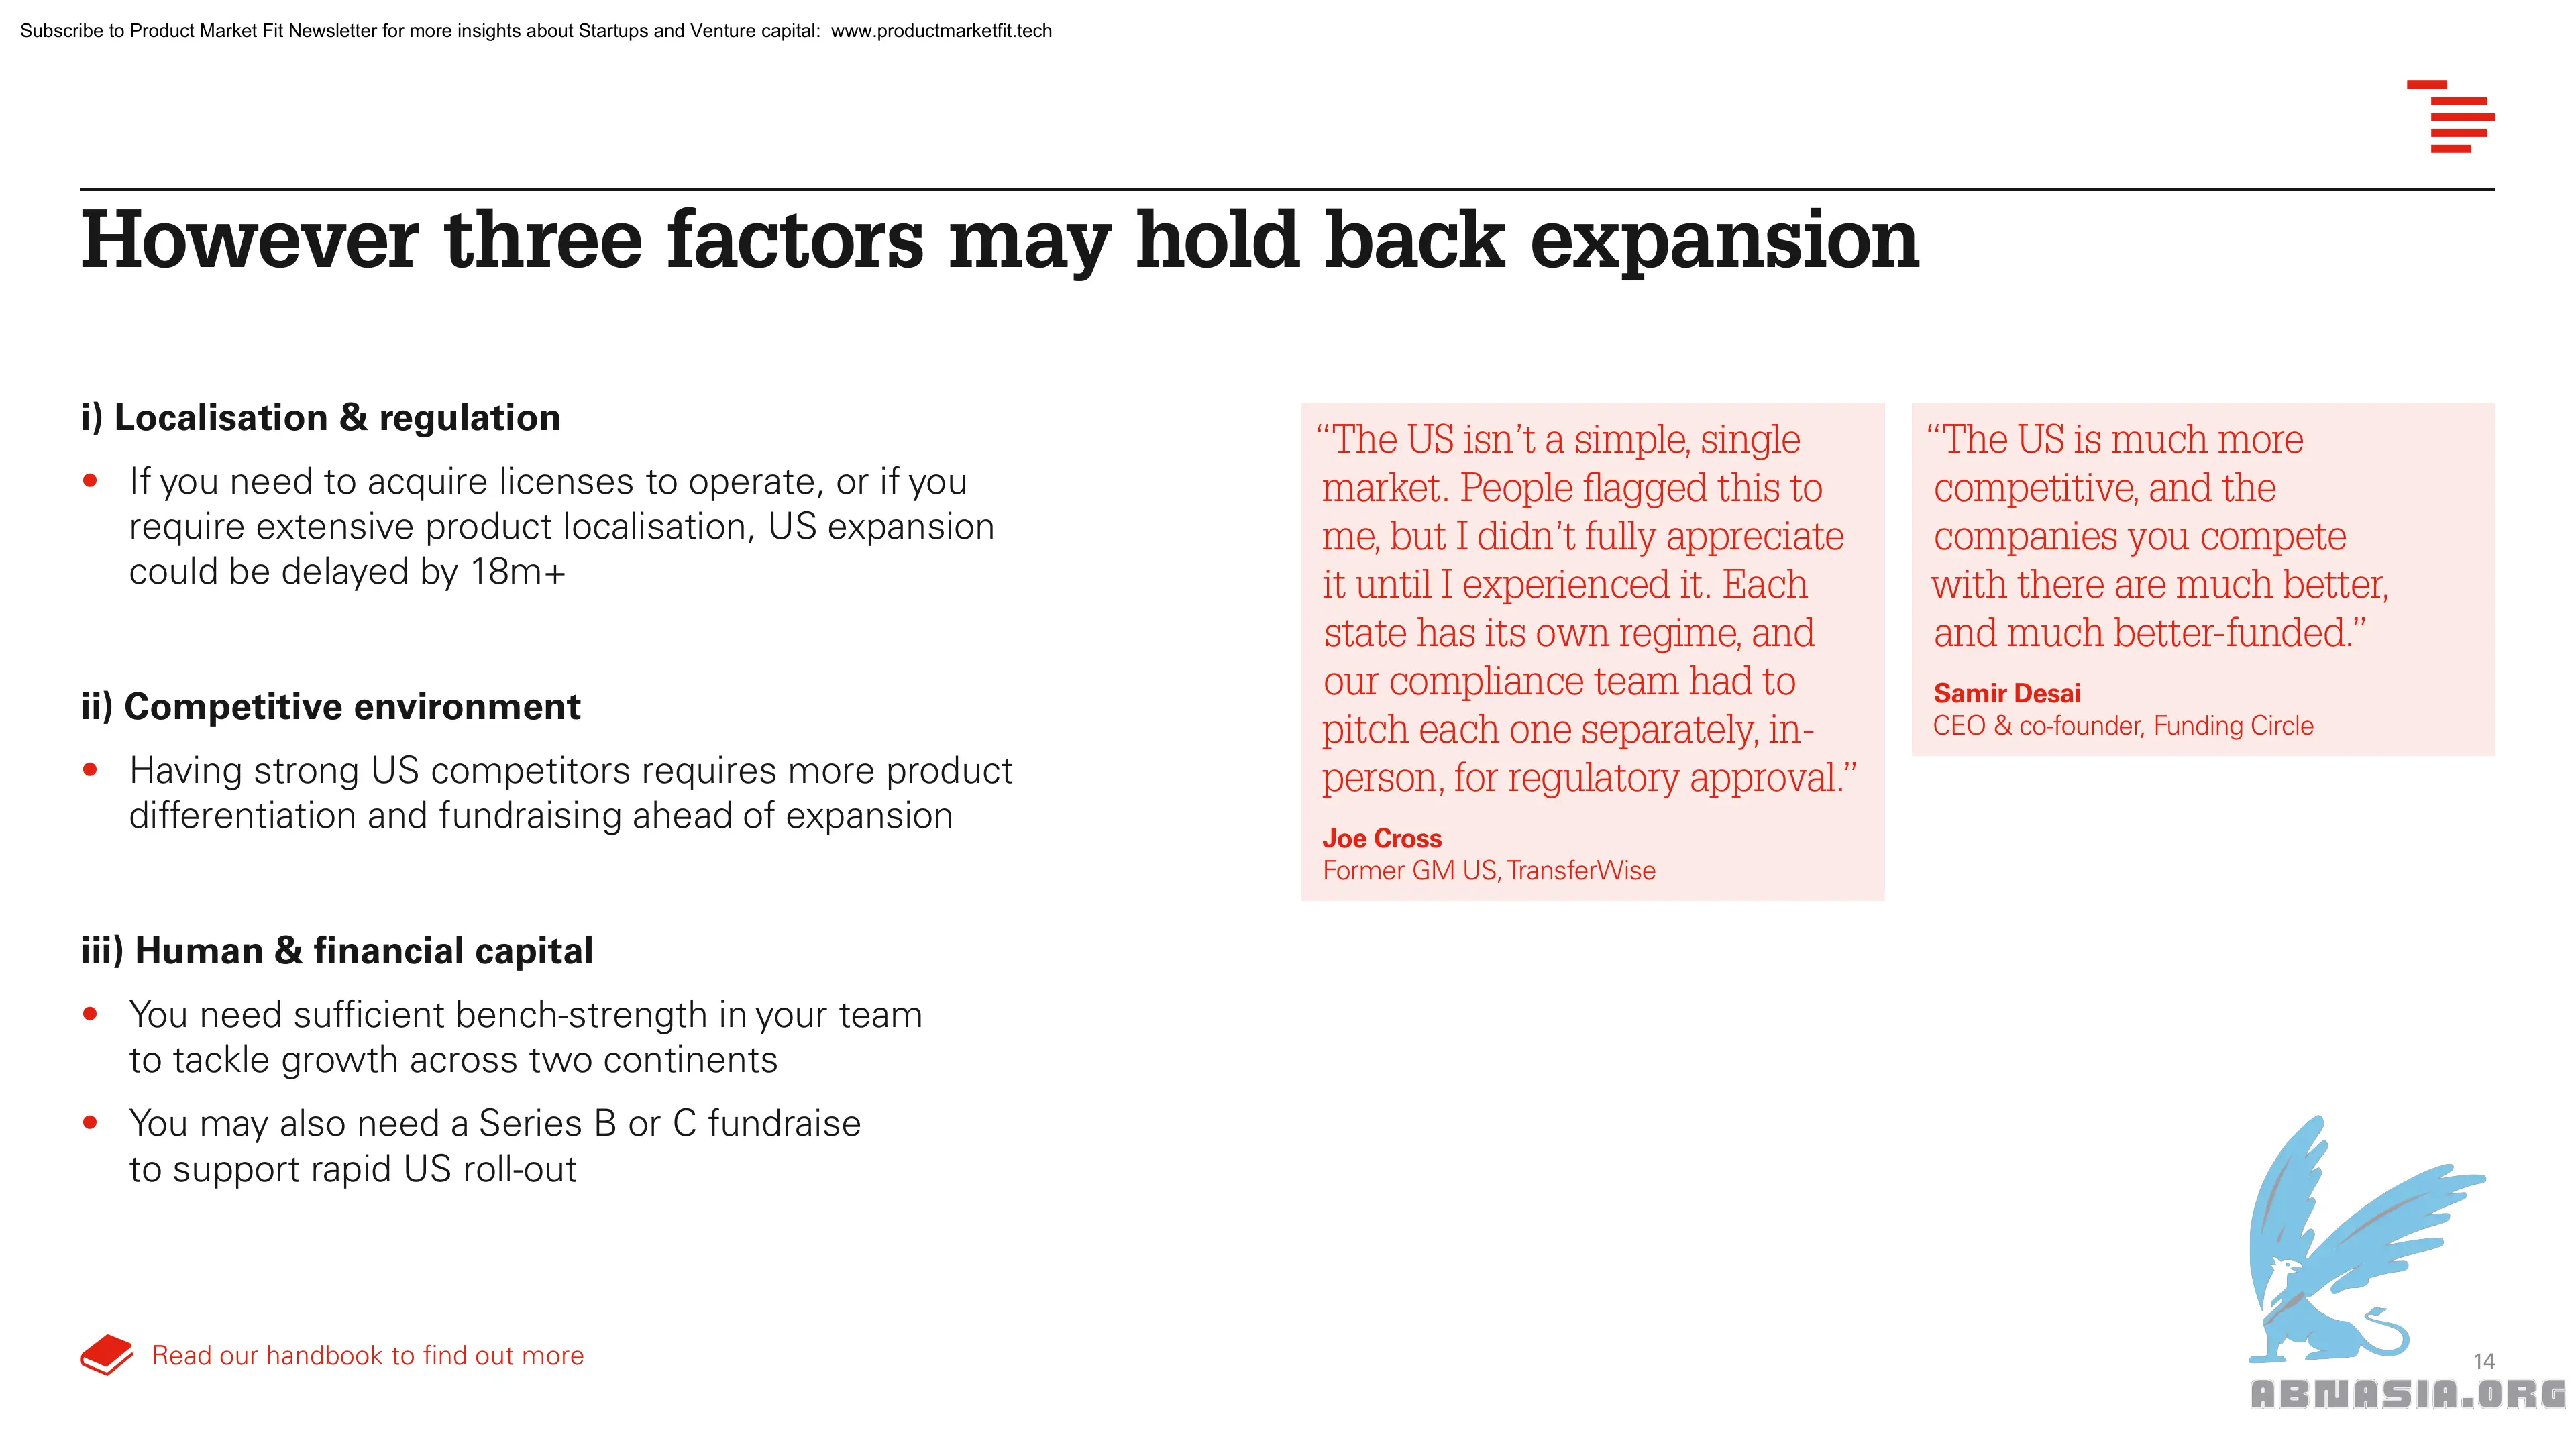 Subscribe to Product Market Fit Newsletter for more insights about Startups and Venture capital:  www.productmarketfit.tech
However three factors may hold back expansion
i) Localisation & regulation
• If you need to acquire licenses to operate, or if you
require extensive product localisation, US expansion
could be delayed by 18m+
ii) Competitive environment
• Having strong US competitors requires more product
differentiation and fundraising ahead of expansion
iii) Human & financial capital
• You need sufficient bench-strength in your team
to tackle growth across two continents
• You may also need a Series B or C fundraise
to support rapid US roll-out
“The US isn’t a simple, single
market. People flagged this to
me, but I didn’t fully appreciate
it until I experienced it. Each
state has its own regime, and
our compliance team had to
pitch each one separately, in-
person, for regulatory approval.”
Joe Cross
Former GM US, TransferWise
“The US is much more
competitive, and the
companies you compete
with there are much better,
and much better-funded.”
Samir Desai
CEO & co-founder, Funding Circle
Read our handbook to find out more
14
ABNASIA.ORG